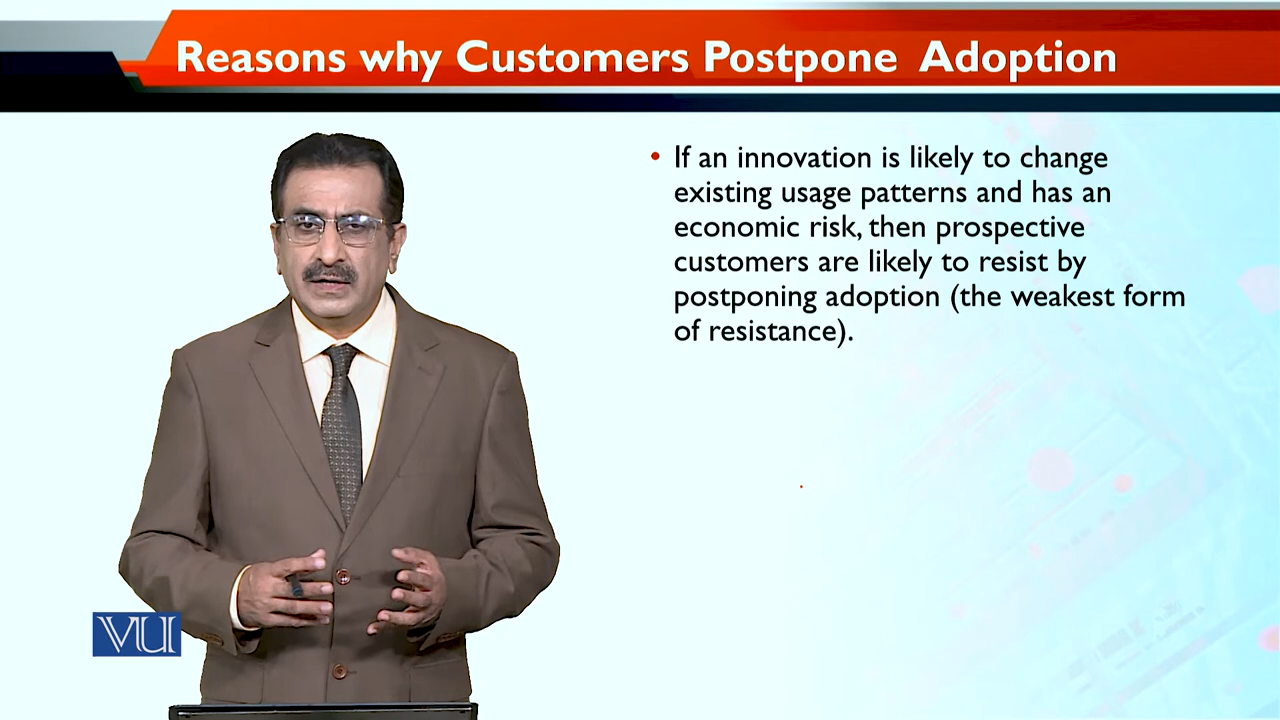 Reasons why Customers Postpone Adoption
• If an innovation is likely to change
existing usage patterns and has an
economic risk, then prospective
customers are likely to resist by
postponing adoption (the weakest form
of resistance).
VU